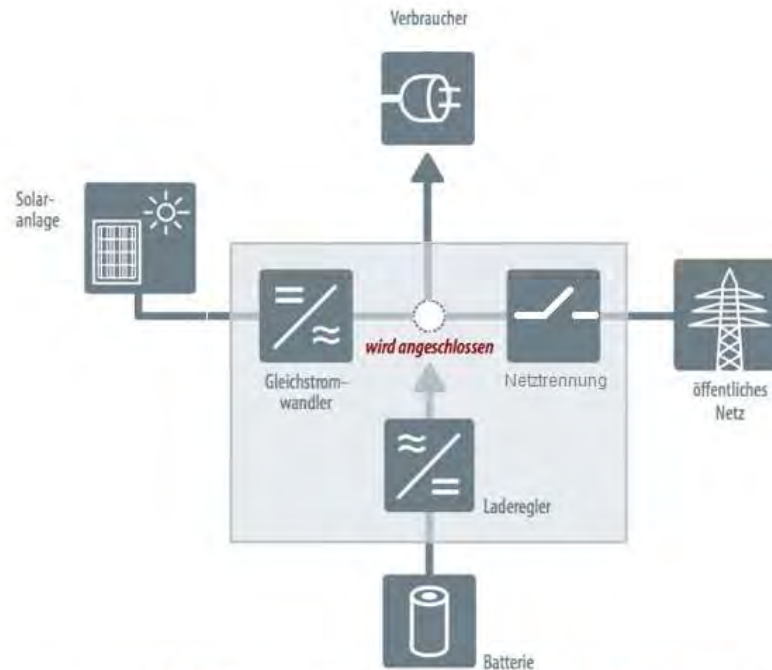 Verbraucher
Solar-
anlage
wird angeschlossen
Gleichstrom-
wandler
Netztrennung
öffentliches
Netz
Laderegler
Batterie